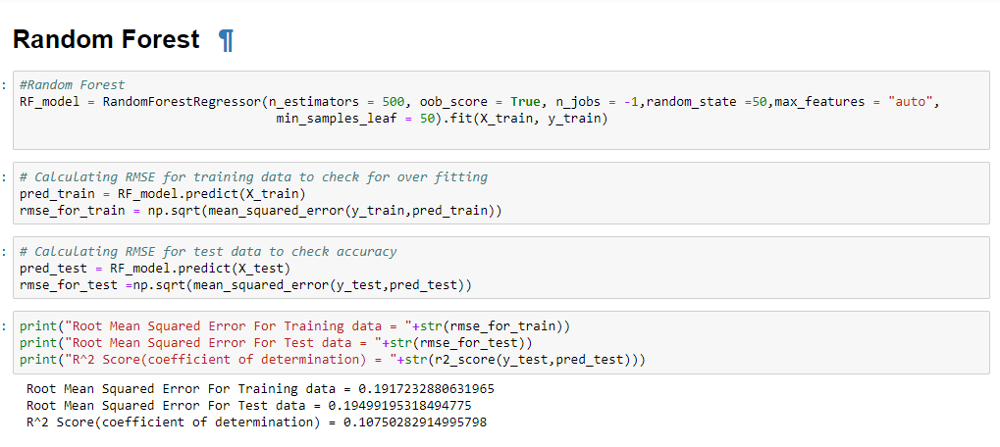 Random Forest ¶
: #Random Forest
RF_model = RandomForestRegressor(n_estimators = 500, oob_score = True, n_jobs = -1,random_state =50,max_features = "auto",
min_samples_leaf = 50).fit(X_train, y_train)
: # Calculating RMSE for training data to check for over fitting
pred_train = RF_model.predict(X_train)
rmse_for_train = np.sqrt(mean_squared_error(y_train,pred_train))
: # Calculating RMSE for test data to check accuracy
pred_test = RF_model.predict(X_test)
rmse_for_test =np.sqrt(mean_squared_error(y_test,pred_test))
: print("Root Mean Squared Error For Training data = "+str(rmse_for_train))
print("Root Mean Squared Error For Test data = "+str(rmse_for_test))
print("R^2 Score(coefficient of determination) = "+str(r2_score(y_test,pred_test)))
Root Mean Squared Error For Training data = 0.1917232880631965
Root Mean Squared Error For Test data = 0.19499195318494775
R^2 Score(coefficient of determination) = 0.10750282914995798